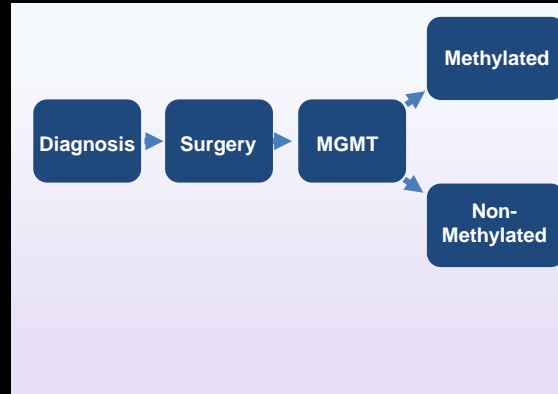 Methylated
Diagnosis
Surgery
MGMT
Non-
Methylated